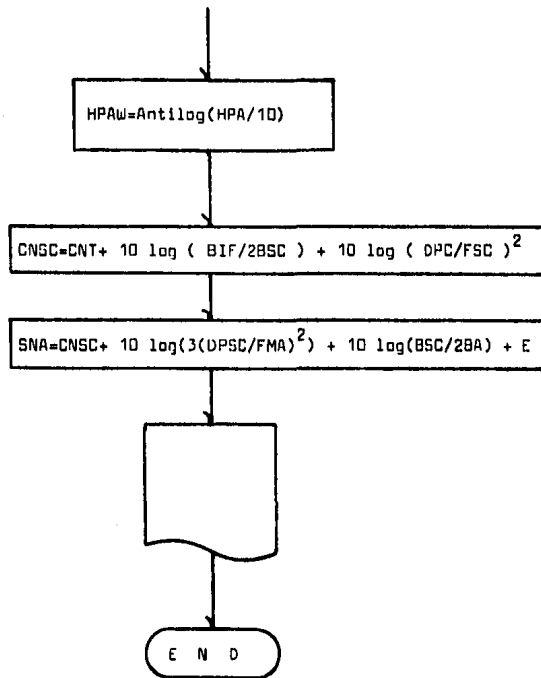 HPAW=Antilog(HPA/10)
CNSC=CNT+ 10 log ( BIF/2BSC ) + 10 log ( DPC/FSC )²
SNA=CNSC+ 10 log(3(DPSC/FMA)²) + 10 log(BSC/2BA) + E
E N D